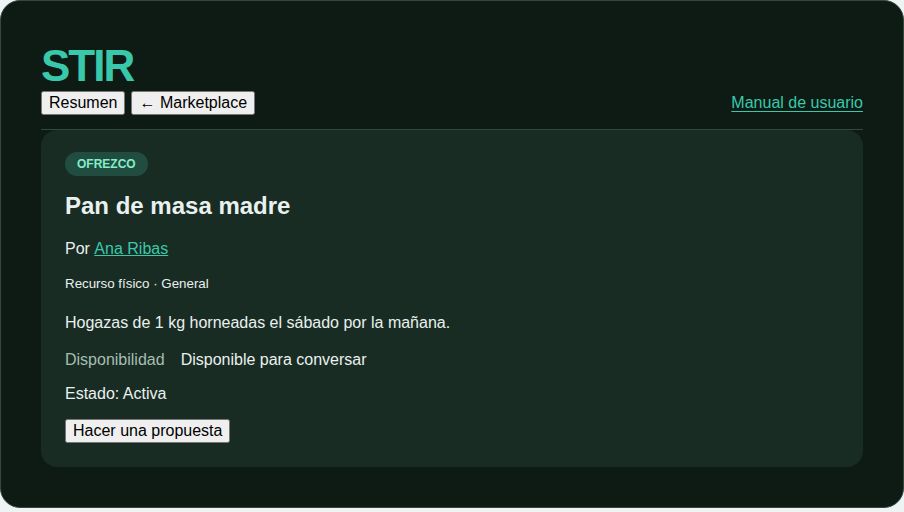 STIR
Resumen
← Marketplace
Manual de usuario
OFREZCO
Pan de masa madre
Por Ana Ribas
Recurso físico · General
Hogazas de 1 kg horneadas el sábado por la mañana.
Disponibilidad Disponible para conversar
Estado: Activa
Hacer una propuesta